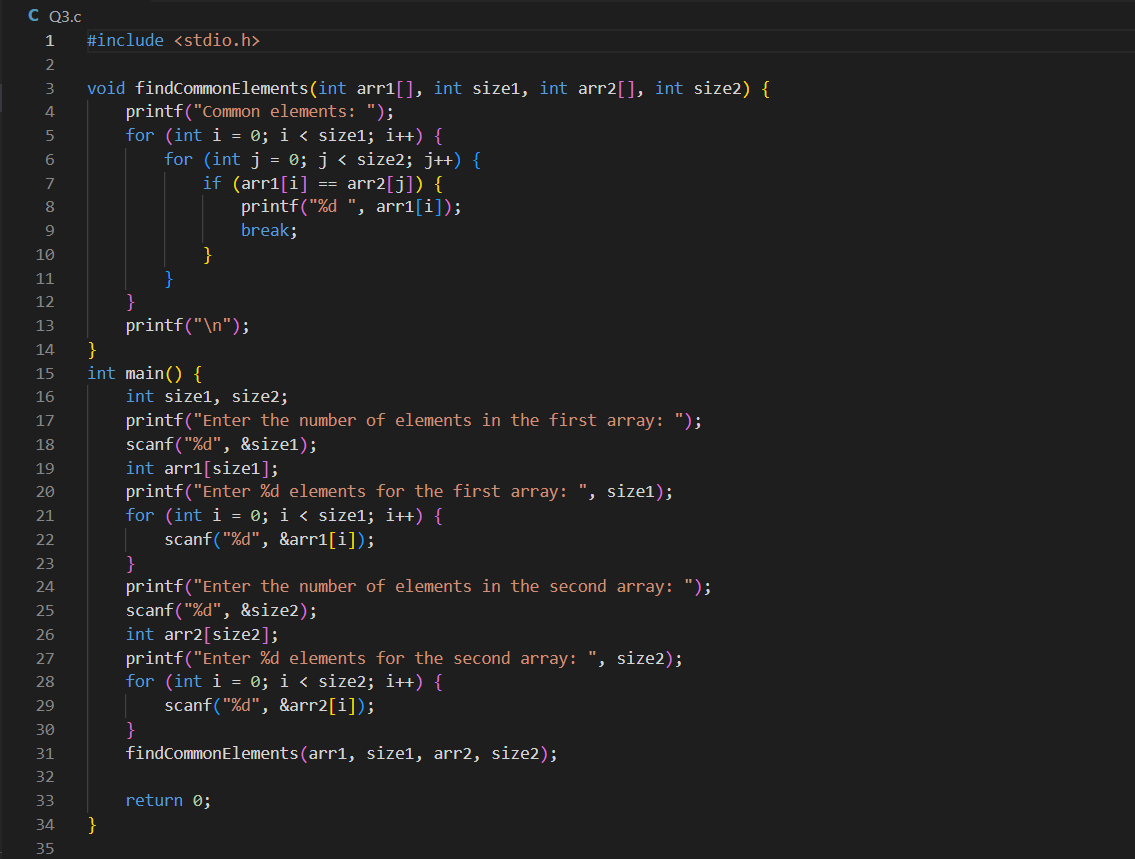 C Q3.c
1 #include <stdio.h>
2
3 void findCommonElements(int arr1[], int size1, int arr2[], int size2) {
4     printf("Common elements: ");
5     for (int i = 0; i < size1; i++) {
6         for (int j = 0; j < size2; j++) {
7             if (arr1[i] == arr2[j]) {
8                 printf("%d ", arr1[i]);
9                 break;
10             }
11         }
12     }
13     printf("\n");
14 }
15 int main() {
16     int size1, size2;
17     printf("Enter the number of elements in the first array: ");
18     scanf("%d", &size1);
19     int arr1[size1];
20     printf("Enter %d elements for the first array: ", size1);
21     for (int i = 0; i < size1; i++) {
22         scanf("%d", &arr1[i]);
23     }
24     printf("Enter the number of elements in the second array: ");
25     scanf("%d", &size2);
26     int arr2[size2];
27     printf("Enter %d elements for the second array: ", size2);
28     for (int i = 0; i < size2; i++) {
29         scanf("%d", &arr2[i]);
30     }
31     findCommonElements(arr1, size1, arr2, size2);
32
33     return 0;
34 }
35